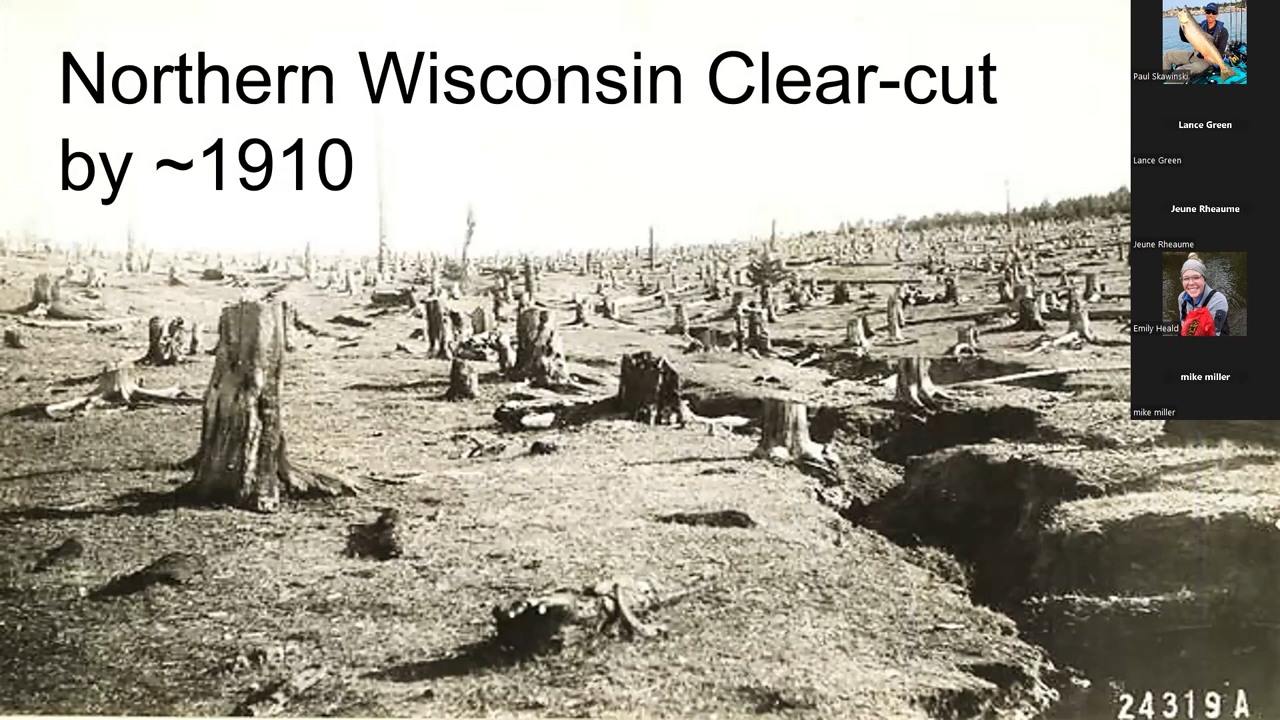 Northern Wisconsin Clear-cut
by ~1910
Paul Skawinski
Lance Green
Lance Green
Jeune Rheaume
Jeune Rheaume
Emily Heald
mike miller
mike miller
24319A